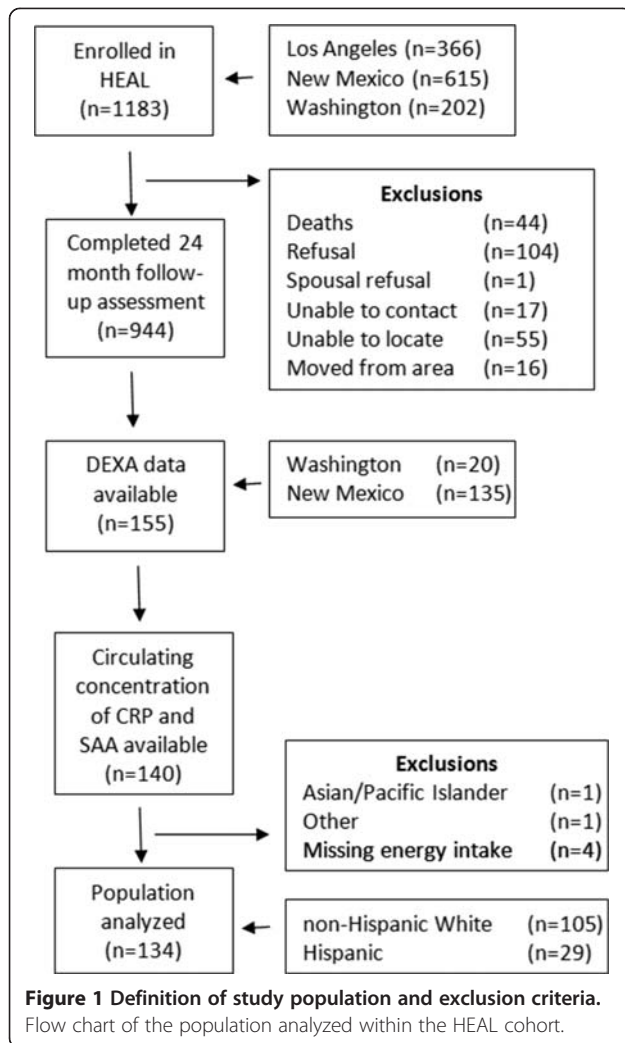 Enrolled in
HEAL
(n=1183)
Los Angeles (n=366)
New Mexico (n=615)
Washington (n=202)
Exclusions
Deaths (n=44)
Refusal (n=104)
Spousal refusal (n=1)
Unable to contact (n=17)
Unable to locate (n=55)
Moved from area (n=16)
Completed 24
month follow-
up assessment
(n=944)
DEXA data
available
(n=155)
Washington (n=20)
New Mexico (n=135)
Circulating
concentration
of CRP and
SAA available
(n=140)
Exclusions
Asian/Pacific Islander (n=1)
Other (n=1)
Missing energy intake (n=4)
Population
analyzed
(n=134)
non-Hispanic White (n=105)
Hispanic (n=29)
Figure 1 Definition of study population and exclusion criteria.
Flow chart of the population analyzed within the HEAL cohort.